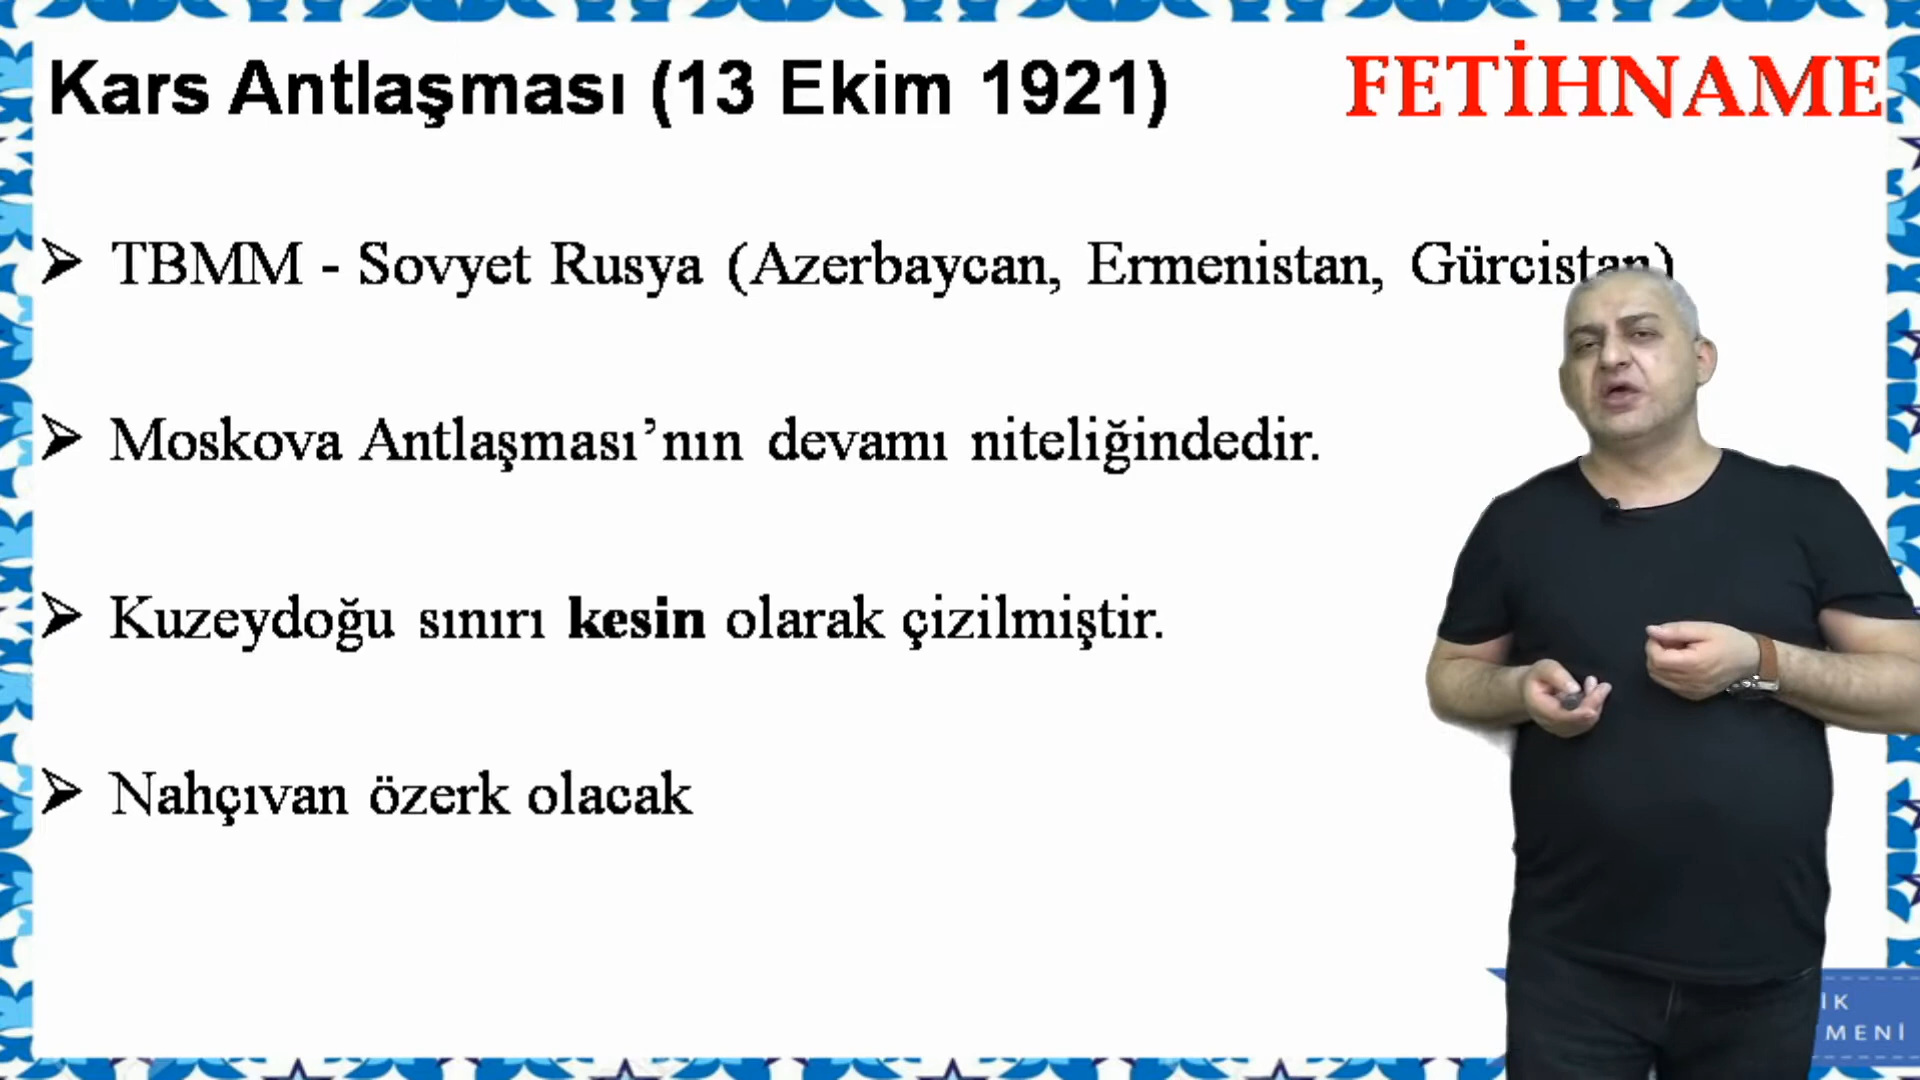 Kars Antlaşması (13 Ekim 1921)
FETİHNAME
TBMM - Sovyet Rusya (Azerbaycan, Ermenistan, Gürcistan)
Moskova Antlaşması’nın devamı niteliğindedir.
Kuzeydoğu sınırı kesin olarak çizilmiştir.
Nahçıvan özerk olacak